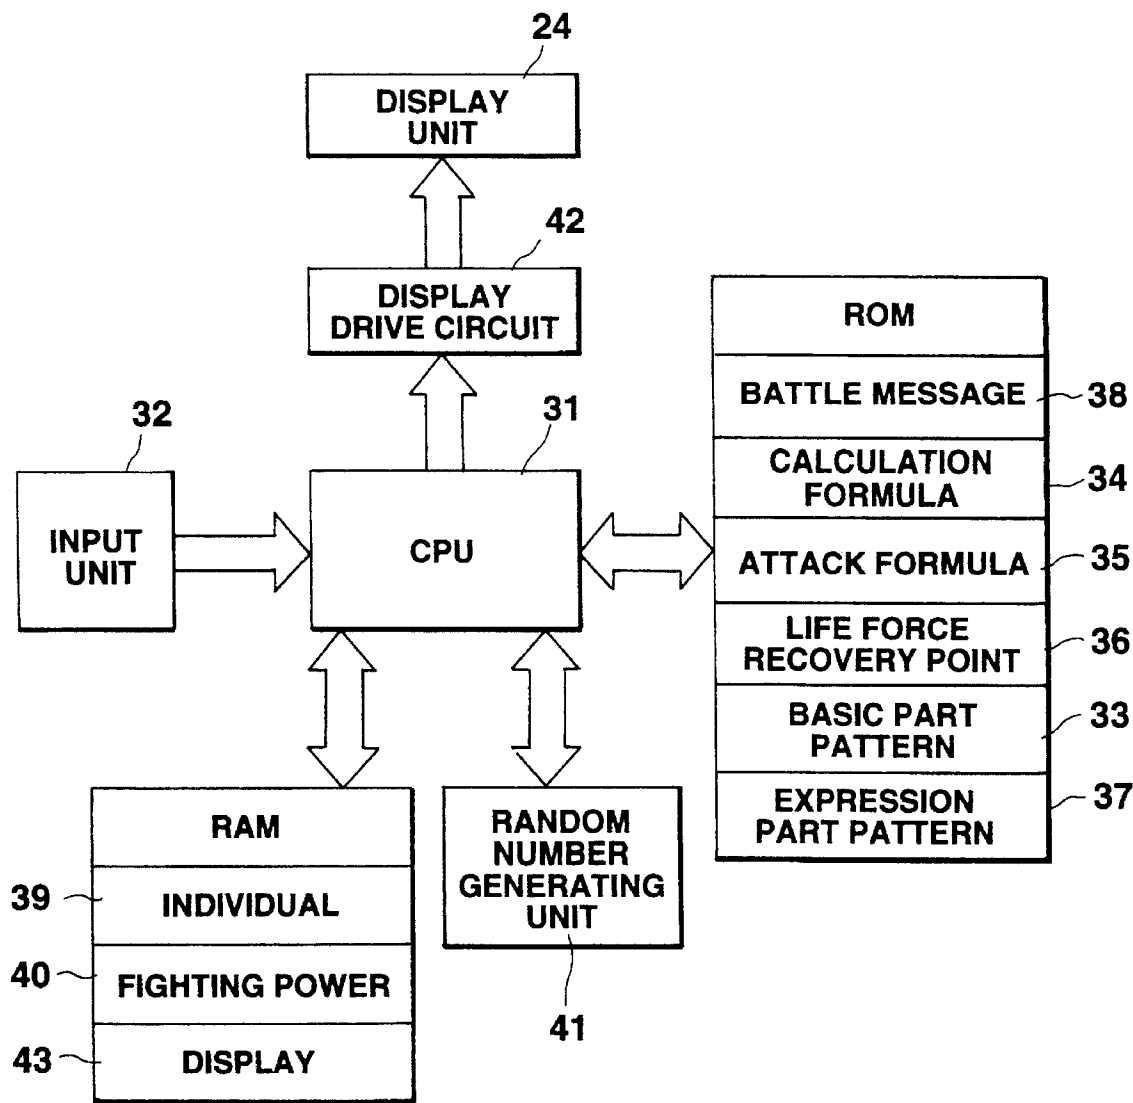 24
DISPLAY
UNIT
42
DISPLAY
DRIVE CIRCUIT
ROM
BATTLE MESSAGE
38
32
31
CALCULATION
FORMULA
34
INPUT
UNIT
CPU
ATTACK FORMULA
35
LIFE FORCE
RECOVERY POINT
36
BASIC PART
PATTERN
33
EXPRESSION
PART PATTERN
37
RAM
39
INDIVIDUAL
40
FIGHTING POWER
43
DISPLAY
RANDOM
NUMBER
GENERATING
UNIT
41